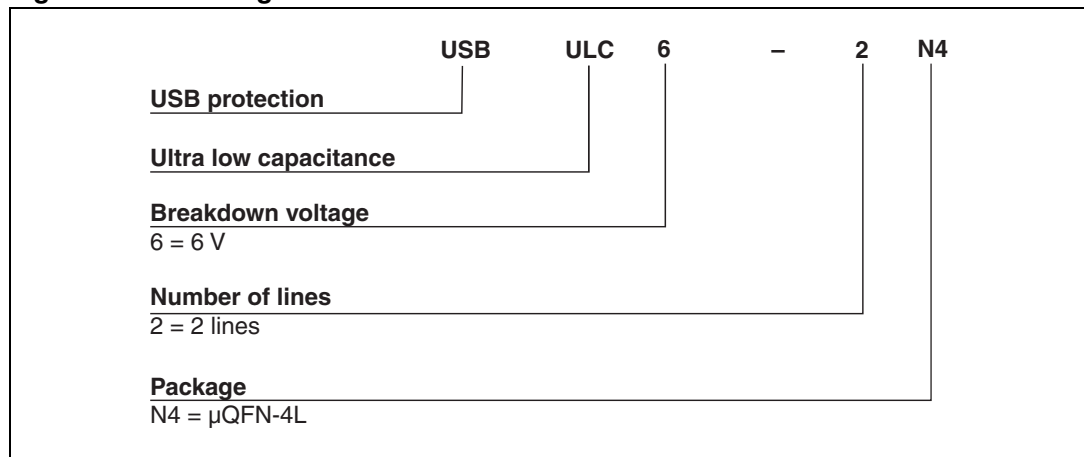 USB ULC 6 – 2 N4
USB protection
Ultra low capacitance
Breakdown voltage
6 = 6 V
Number of lines
2 = 2 lines
Package
N4 = µQFN-4L